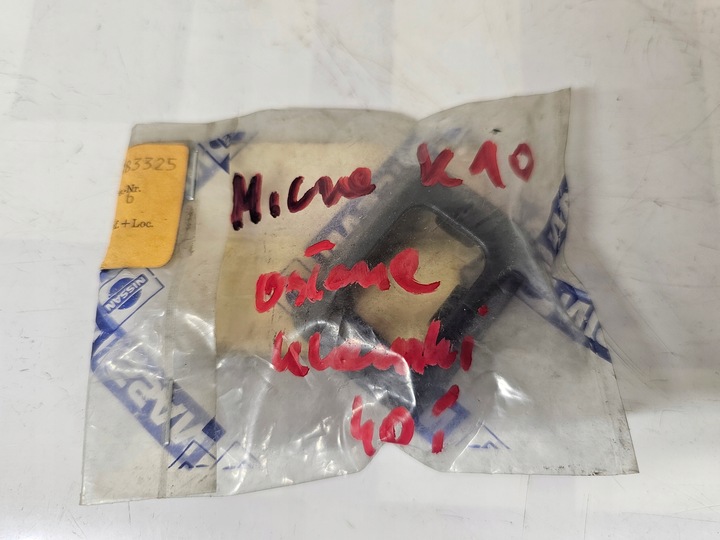 83325
e-Nr.
b
l+Loc.
NISSAN
Micra K10
osłona
klamki
40,-